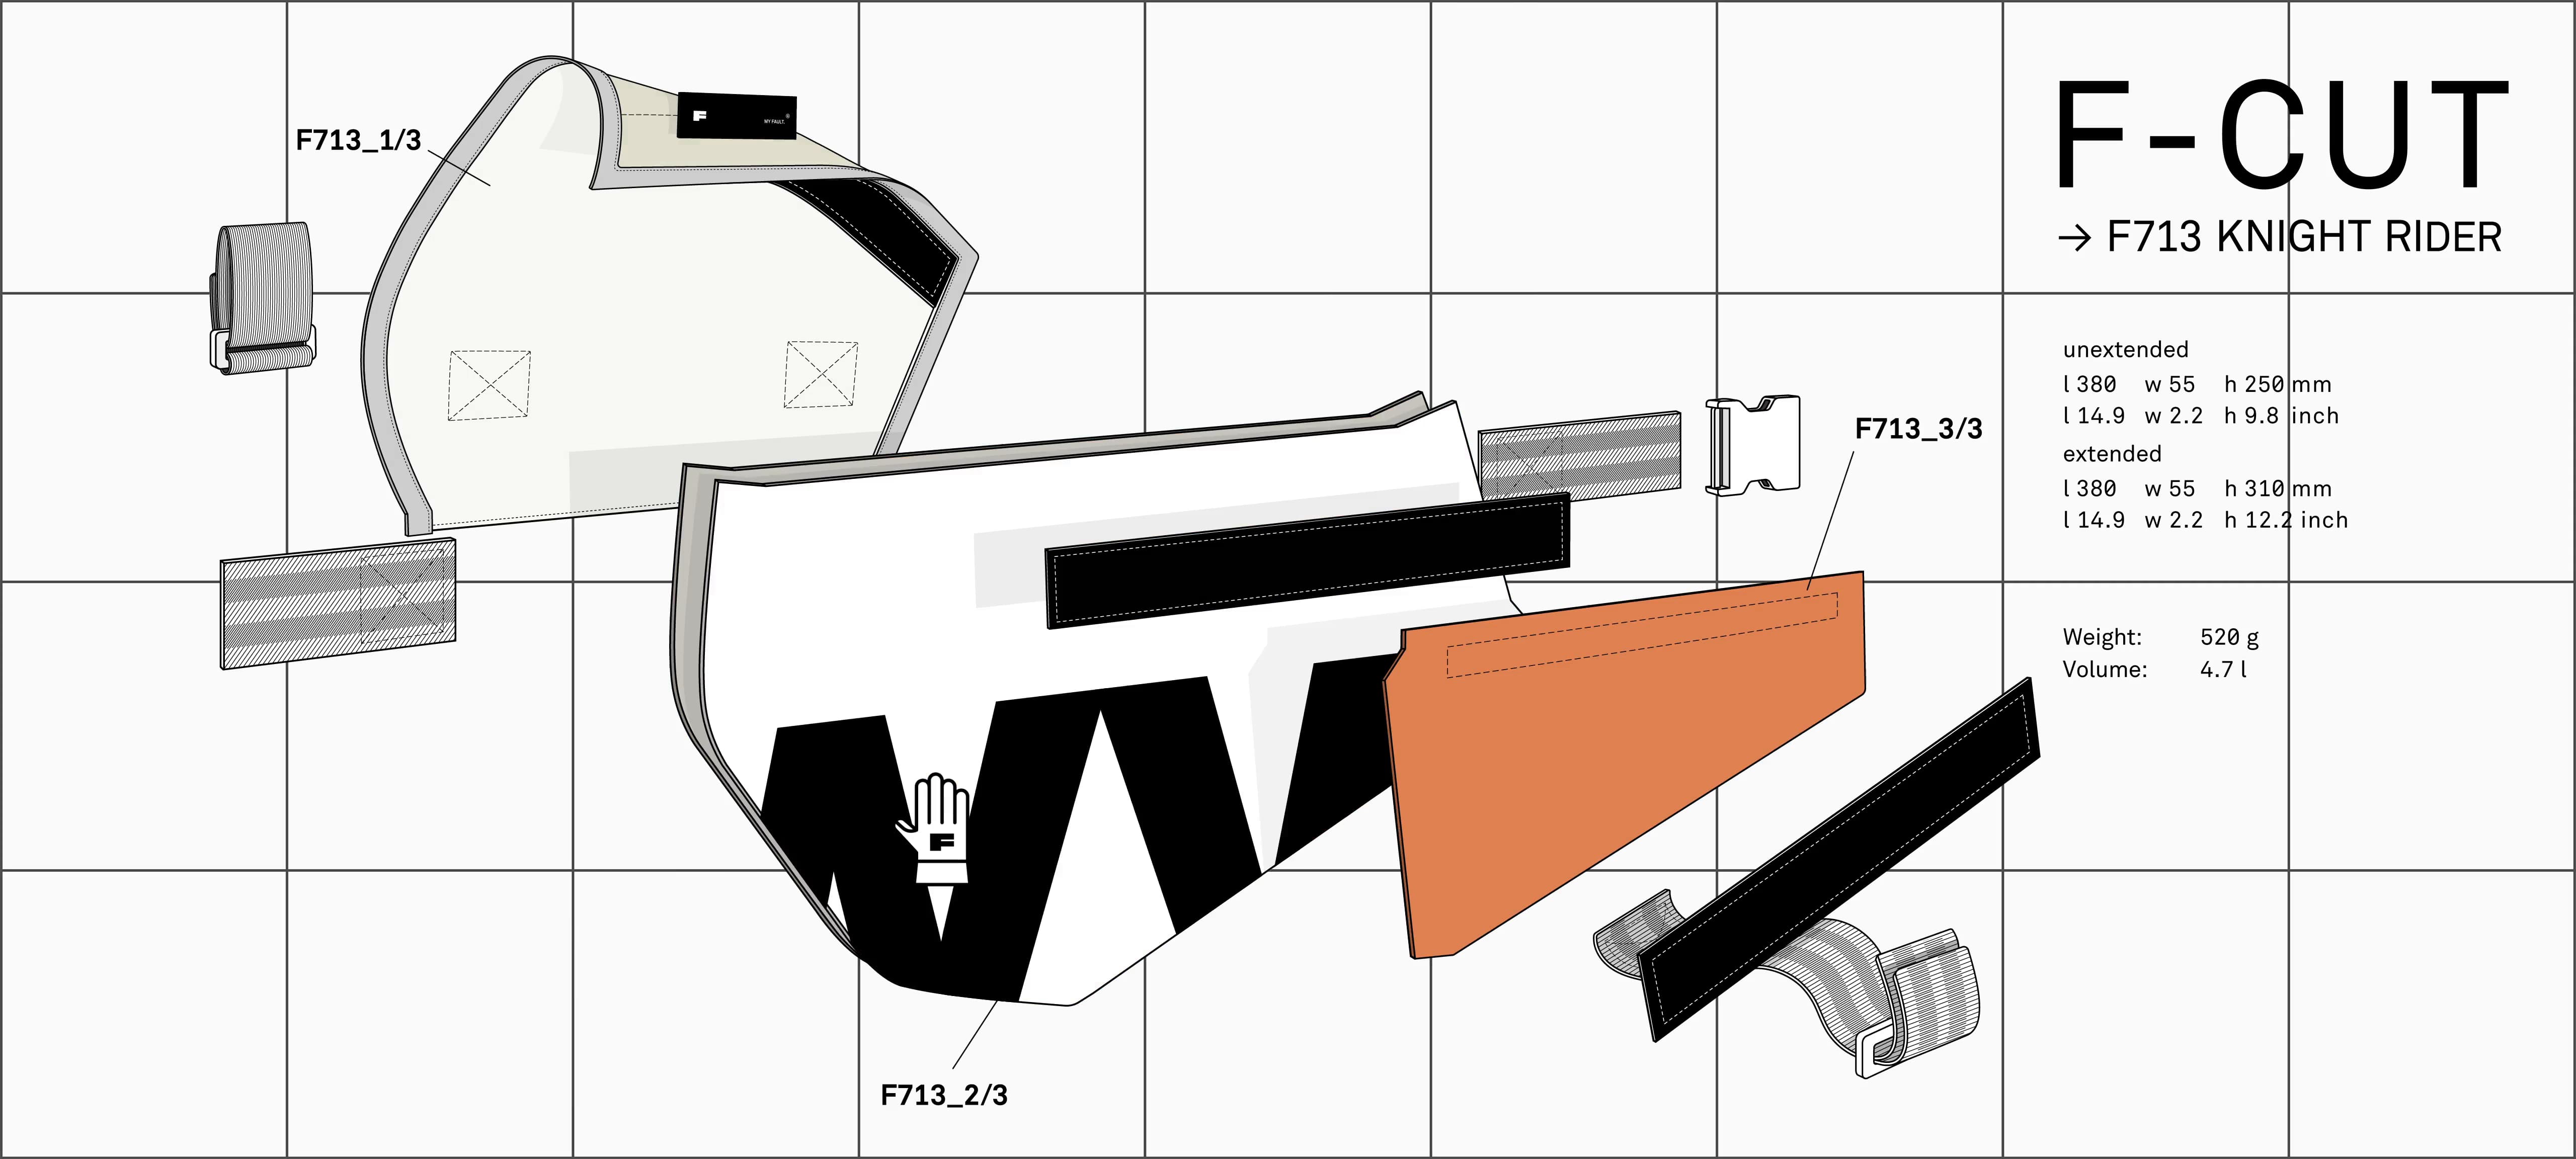 F-CUT
→ F713 KNIGHT RIDER
F713_1/3
F
MY FAULT.®
unextended
l 380 w 55 h 250 mm
l 14.9 w 2.2 h 9.8 inch
extended
l 380 w 55 h 310 mm
l 14.9 w 2.2 h 12.2 inch
F713_3/3
Weight: 520 g
Volume: 4.7 l
F
F713_2/3